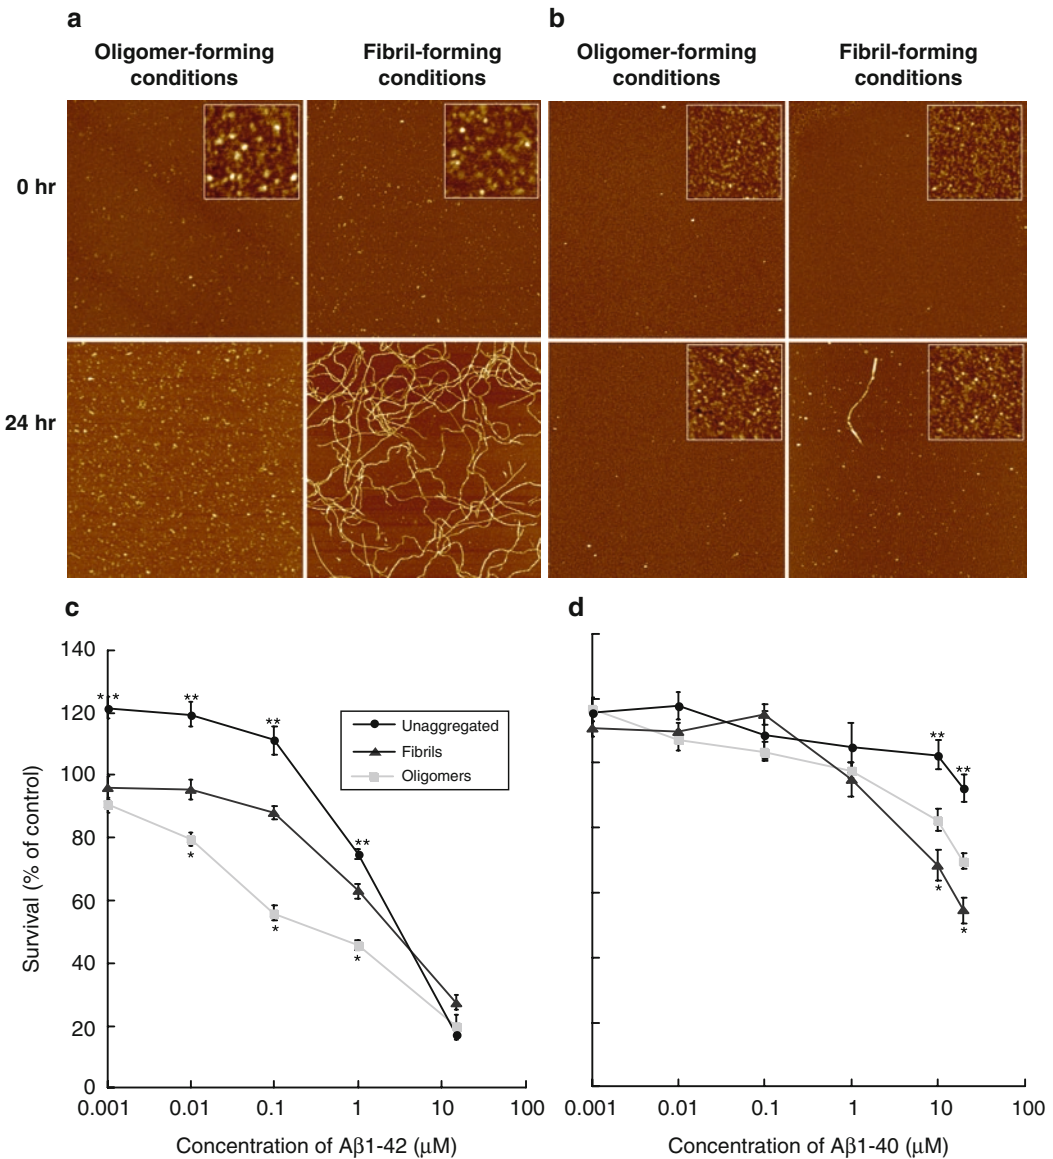 a
b
Oligomer-forming conditions
Fibril-forming conditions
Oligomer-forming conditions
Fibril-forming conditions
0 hr
24 hr
c
d
140
120
100
80
60
40
20
0
Survival (% of control)
***
**
**
**
*
*
*
Unaggregated
Fibrils
Oligomers
**
**
*
*
0.001
0.01
0.1
1
10
100
0.001
0.01
0.1
1
10
100
Concentration of Aβ1-42 (μM)
Concentration of Aβ1-40 (μM)